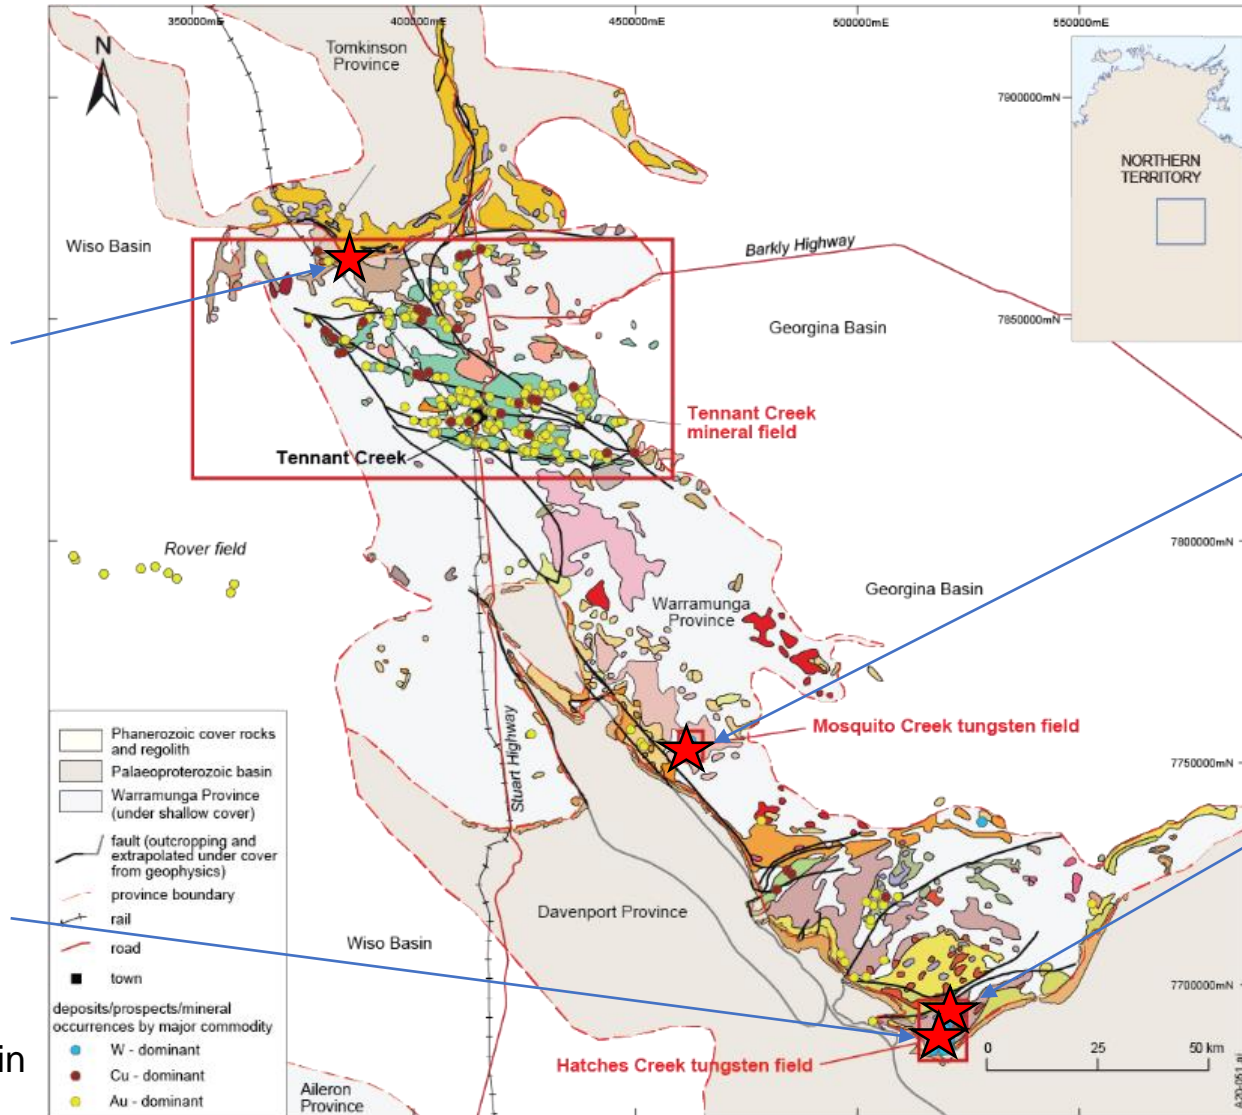 350000mE
400000mE
450000mE
500000mE
550000mE
N
Tomkinson
Province
7900000mN
NORTHERN
TERRITORY
Wiso Basin
Barkly Highway
Georgina Basin
7850000mN
Tennant Creek
mineral field
Tennant Creek
Rover field
7800000mN
Georgina Basin
Warramunga
Province
Stuart Highway
Mosquito Creek tungsten field
7750000mN
Phanerozoic cover rocks
and regolith
Palaeoproterozoic basin
Warramunga Province
(under shallow cover)
fault (outcropping and
extrapolated under cover
from geophysics)
province boundary
rail
road
town
deposits/prospects/mineral
occurrences by major commodity
W - dominant
Cu - dominant
Au - dominant
in
Wiso Basin
Davenport Province
7700000mN
Hatches Creek tungsten field
0 25 50 km
Aileron
Province
A20-051.ai